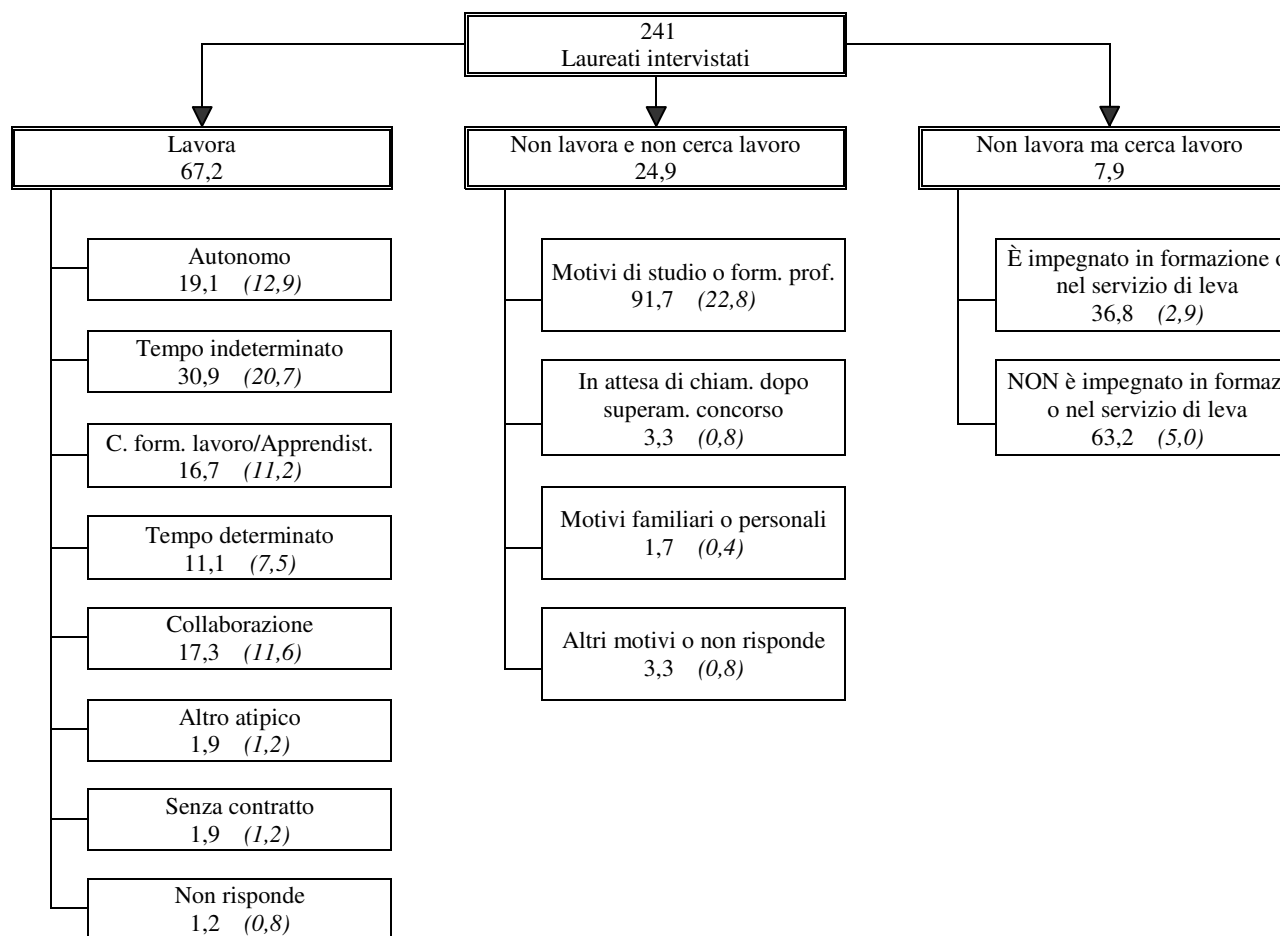 241
Laureati intervistati
Lavora
67,2
Autonomo
19,1 (12,9)
Tempo indeterminato
30,9 (20,7)
C. form. lavoro/Apprendist.
16,7 (11,2)
Tempo determinato
11,1 (7,5)
Collaborazione
17,3 (11,6)
Altro atipico
1,9 (1,2)
Senza contratto
1,9 (1,2)
Non risponde
1,2 (0,8)
Non lavora e non cerca lavoro
24,9
Motivi di studio o form. prof.
91,7 (22,8)
In attesa di chiam. dopo
superam. concorso
3,3 (0,8)
Motivi familiari o personali
1,7 (0,4)
Altri motivi o non risponde
3,3 (0,8)
Non lavora ma cerca lavoro
7,9
È impegnato in formazione o
nel servizio di leva
36,8 (2,9)
NON è impegnato in formaz
o nel servizio di leva
63,2 (5,0)